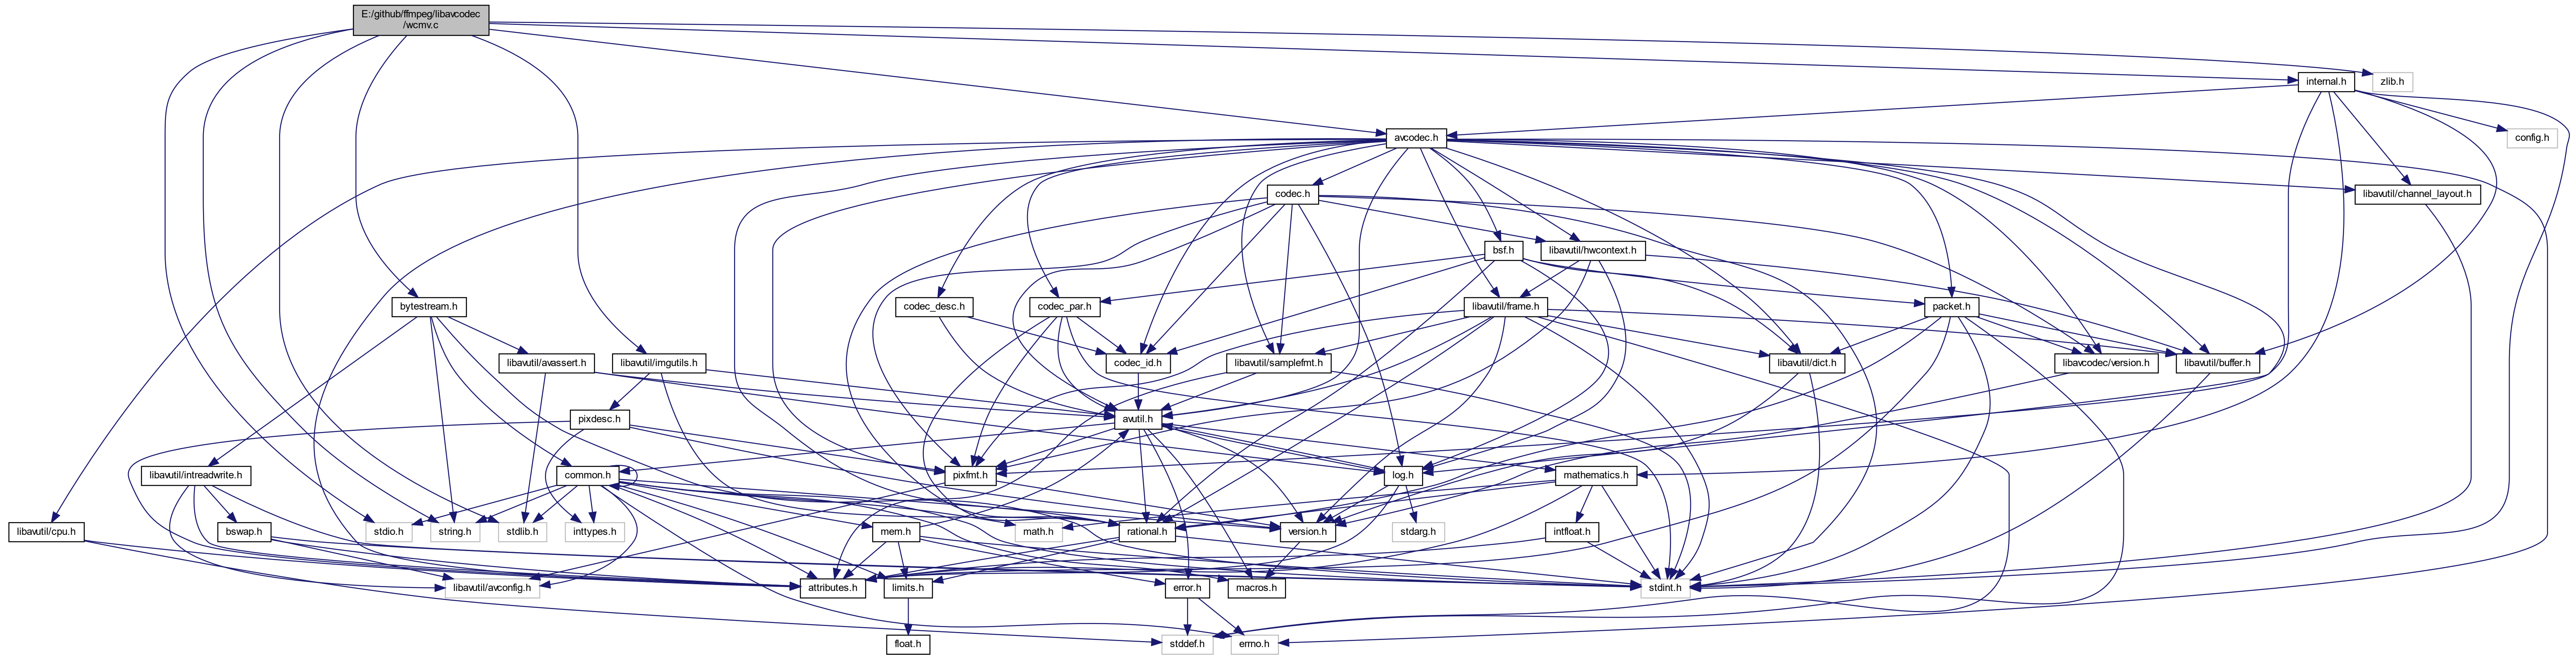 E:/github/ffmpeg/libavcodec
/wcmv.c
internal.h
zlib.h
avcodec.h
config.h
codec.h
libavutil/channel_layout.h
bsf.h
libavutil/hwcontext.h
bytestream.h
codec_desc.h
codec_par.h
libavutil/frame.h
packet.h
libavutil/avassert.h
libavutil/imgutils.h
codec_id.h
libavutil/samplefmt.h
libavutil/dict.h
libavcodec/version.h
libavutil/buffer.h
pixdesc.h
avutil.h
libavutil/intreadwrite.h
common.h
pixfmt.h
log.h
mathematics.h
libavutil/cpu.h
bswap.h
stdio.h
string.h
stdlib.h
inttypes.h
mem.h
math.h
rational.h
version.h
stdarg.h
intfloat.h
libavutil/avconfig.h
attributes.h
limits.h
error.h
macros.h
stdint.h
float.h
stddef.h
errno.h